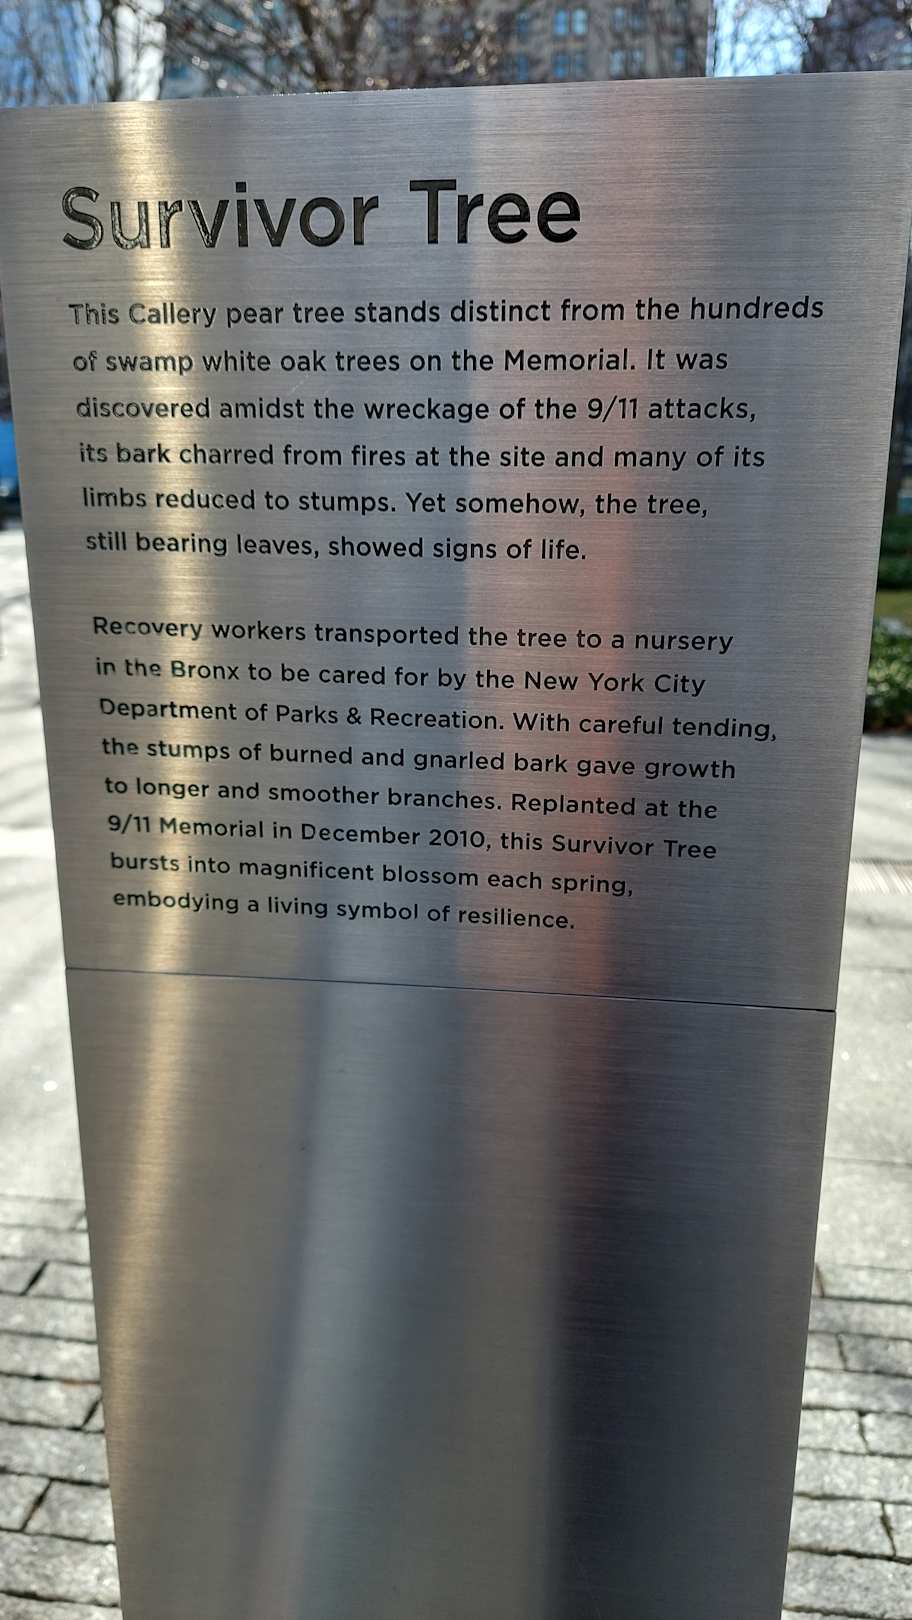 Survivor Tree
This Callery pear tree stands distinct from the hundreds
of swamp white oak trees on the Memorial. It was
discovered amidst the wreckage of the 9/11 attacks,
its bark charred from fires at the site and many of its
limbs reduced to stumps. Yet somehow, the tree,
still bearing leaves, showed signs of life.
Recovery workers transported the tree to a nursery
in the Bronx to be cared for by the New York City
Department of Parks & Recreation. With careful tending,
the stumps of burned and gnarled bark gave growth
to longer and smoother branches. Replanted at the
9/11 Memorial in December 2010, this Survivor Tree
bursts into magnificent blossom each spring,
embodying a living symbol of resilience.